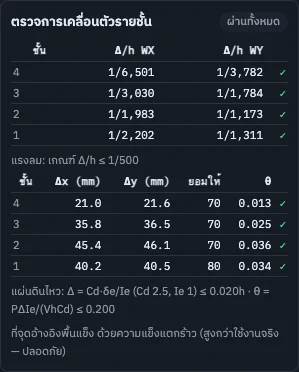 ตรวจการเคลื่อนตัวรายชั้น ผ่านทั้งหมด
ชั้น Δ/h WX Δ/h WY
4 1/6,501 1/3,782 ✓
3 1/3,030 1/1,784 ✓
2 1/1,983 1/1,173 ✓
1 1/2,202 1/1,311 ✓
แรงลม: เกณฑ์ Δ/h ≤ 1/500
ชั้น Δx (mm) Δy (mm) ยอมให้ θ
4 21.0 21.6 70 0.013 ✓
3 35.8 36.5 70 0.025 ✓
2 45.4 46.1 70 0.036 ✓
1 40.2 40.5 80 0.034 ✓
แผ่นดินไหว: Δ = Cd·δe/Ie (Cd 2.5, Ie 1) ≤ 0.020h · θ =
PΔIe/(VhCd) ≤ 0.200
ที่จุดอ้างอิงพื้นแข็ง ด้วยความแข็งแตกร้าว (สูงกว่าใช้งานจริง
— ปลอดภัย)